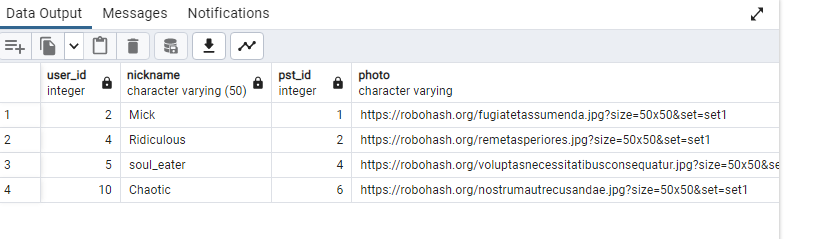 Data Output Messages Notifications
user_id nickname pst_id photo
integer character varying (50) integer character varying
1 2 Mick 1 https://robohash.org/fugiatetassumenda.jpg?size=50x50&set=set1
2 4 Ridiculous 2 https://robohash.org/remetasperiores.jpg?size=50x50&set=set1
3 5 soul_eater 4 https://robohash.org/voluptasnecessitatibusconsequatur.jpg?size=50x50&se
4 10 Chaotic 6 https://robohash.org/nostrumautrecusandae.jpg?size=50x50&set=set1